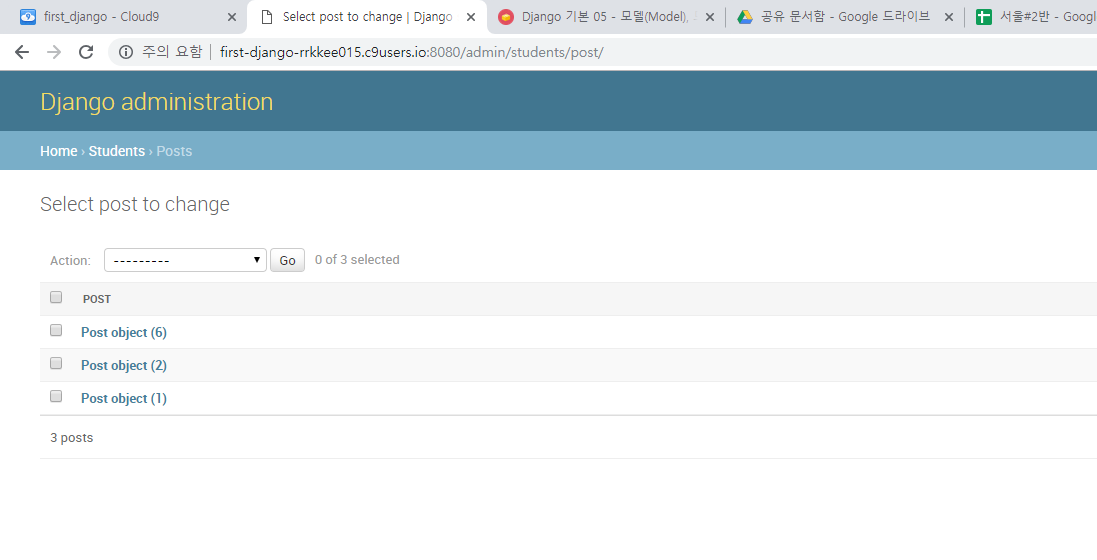 first_django - Cloud9
Select post to change | Django
Django 기본 05 - 모델(Model),
공유 문서함 - Google 드라이브
서울#2반 - Googl
주의 요함 first-django-rrkkee015.c9users.io:8080/admin/students/post/
Django administration
Home › Students › Posts
Select post to change
Action: --------- Go 0 of 3 selected
POST
Post object (6)
Post object (2)
Post object (1)
3 posts